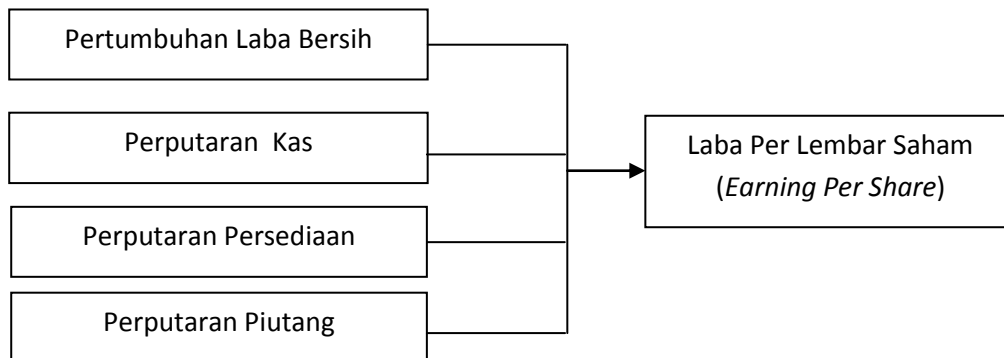 Pertumbuhan Laba Bersih
Perputaran Kas
Perputaran Persediaan
Perputaran Piutang
Laba Per Lembar Saham
(Earning Per Share)